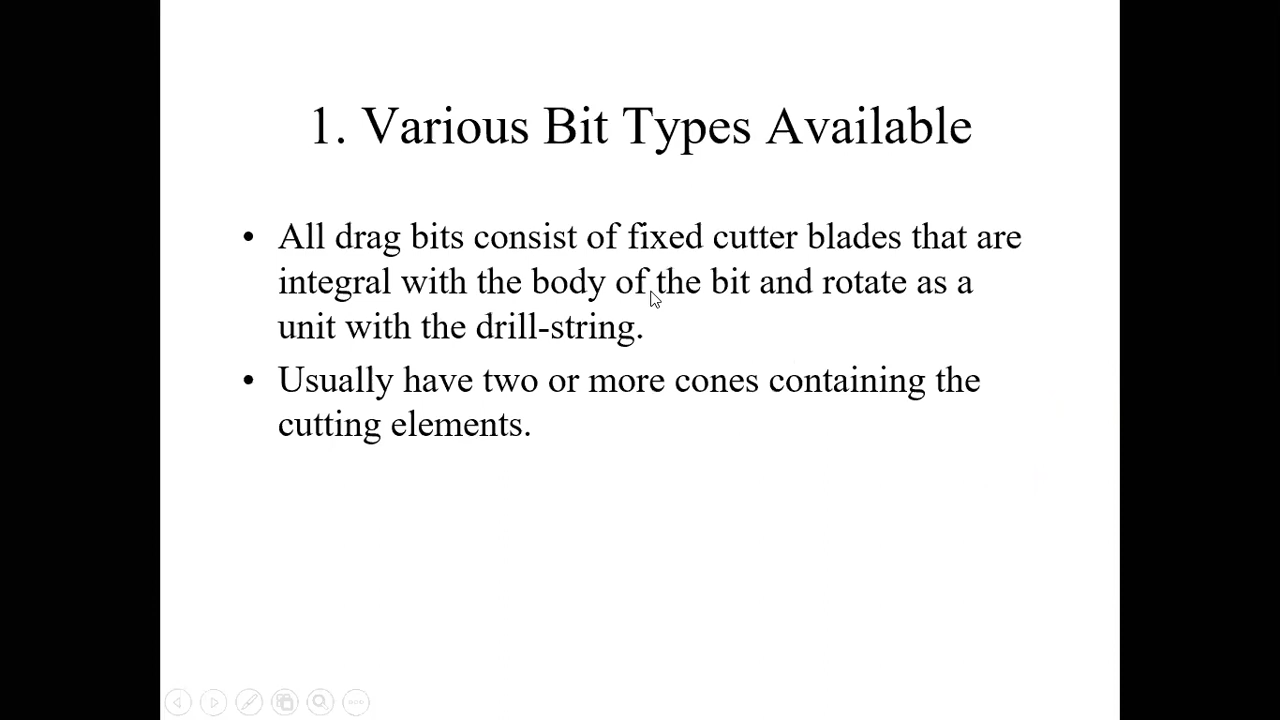 1. Various Bit Types Available
• All drag bits consist of fixed cutter blades that are
integral with the body of the bit and rotate as a
unit with the drill-string.
• Usually have two or more cones containing the
cutting elements.